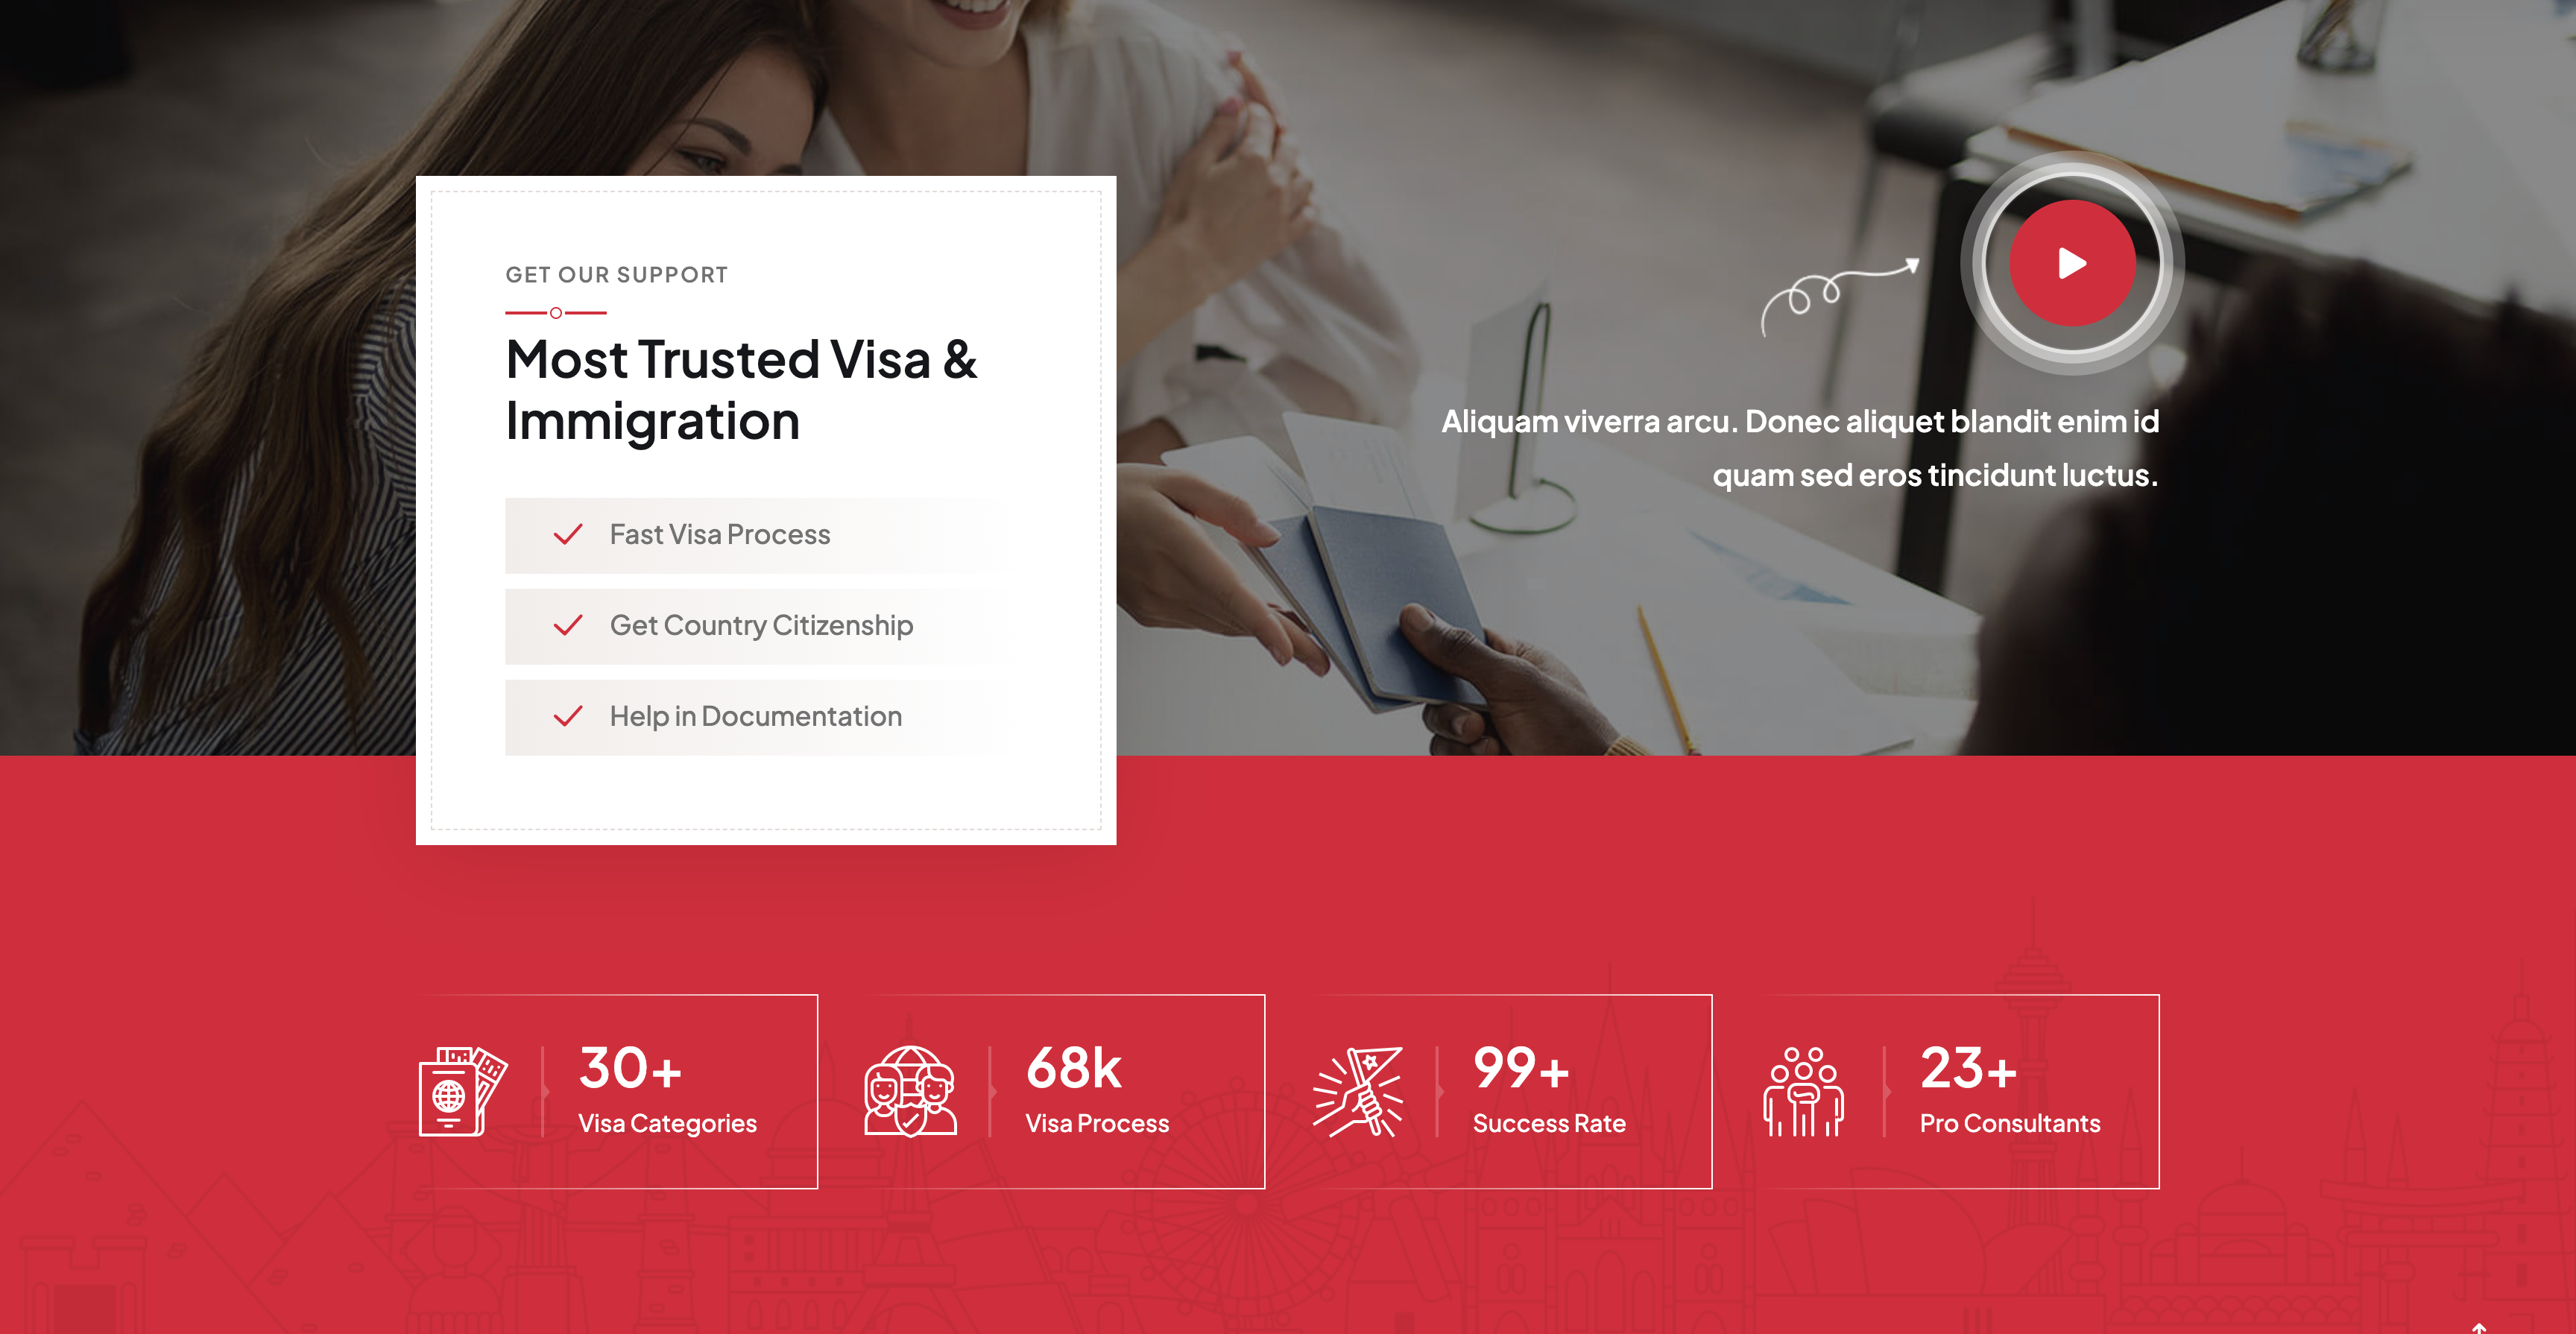 GET OUR SUPPORT
Most Trusted Visa &
Immigration
Fast Visa Process
Get Country Citizenship
Help in Documentation
Aliquam viverra arcu. Donec aliquet blandit enim id
quam sed eros tincidunt luctus.
30+
Visa Categories
68k
Visa Process
99+
Success Rate
23+
Pro Consultants